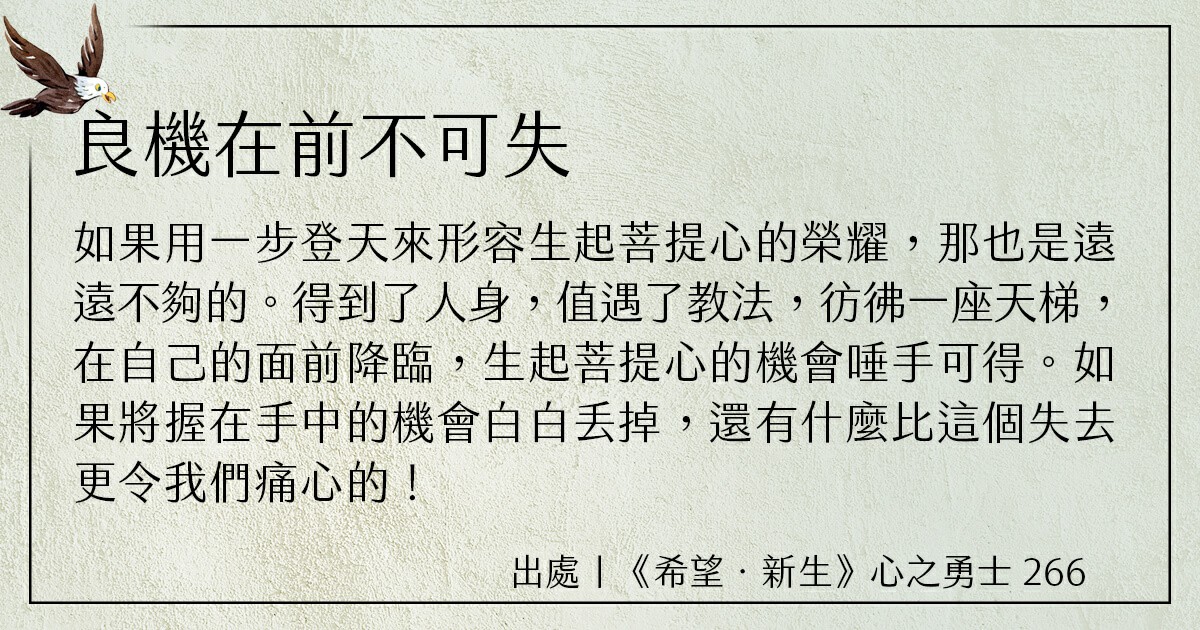 良機在前不可失
如果用一步登天來形容生起菩提心的榮耀，那也是遠
遠不夠的。得到了人身，值遇了教法，彷彿一座天梯，
在自己的面前降臨，生起菩提心的機會唾手可得。如
果將握在手中的機會白白丟掉，還有什麼比這個失去
更令我們痛心的！
出處｜《希望．新生》心之勇士 266